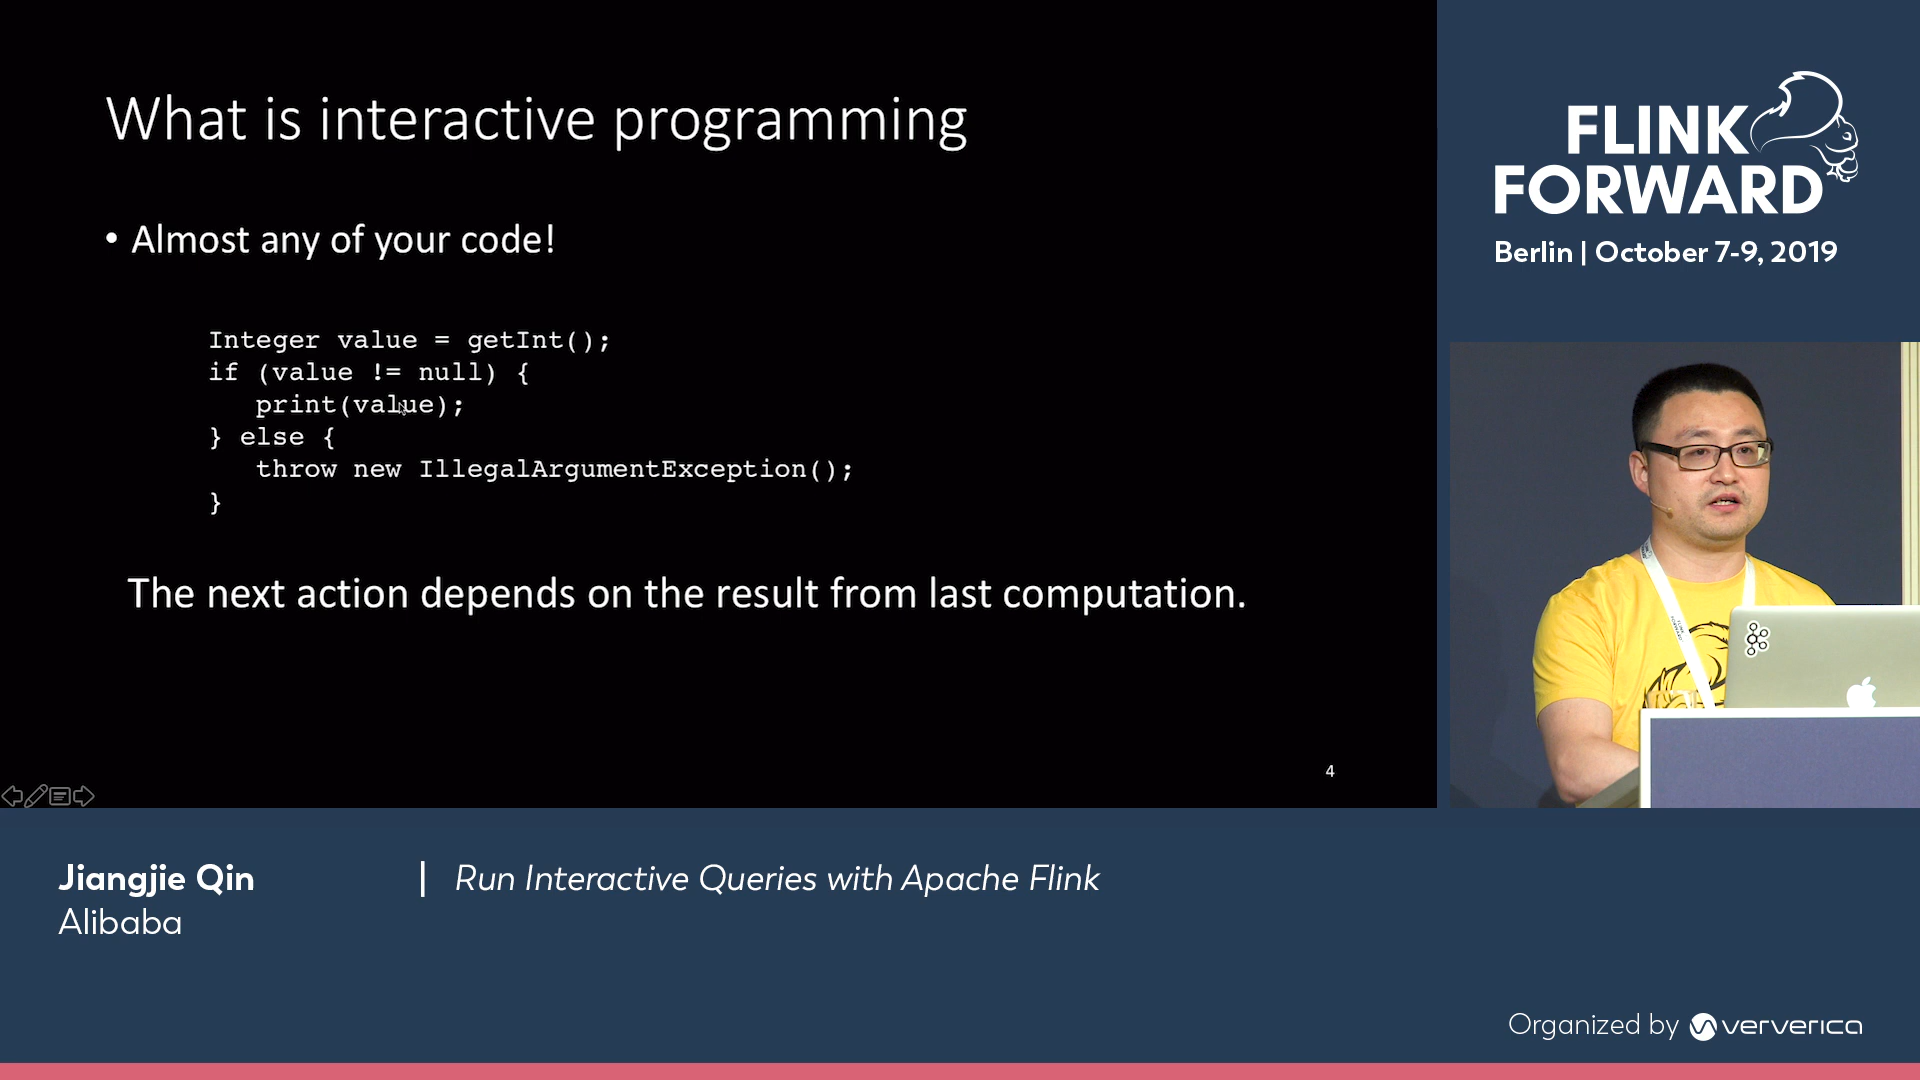 What is interactive programming
• Almost any of your code!
Integer value = getInt();
if (value != null) {
print(value);
} else {
throw new IllegalArgumentException();
}
The next action depends on the result from last computation.
4
FLINK
FORWARD
Berlin | October 7-9, 2019
Jiangjie Qin | Run Interactive Queries with Apache Flink
Alibaba
Organized by ververica